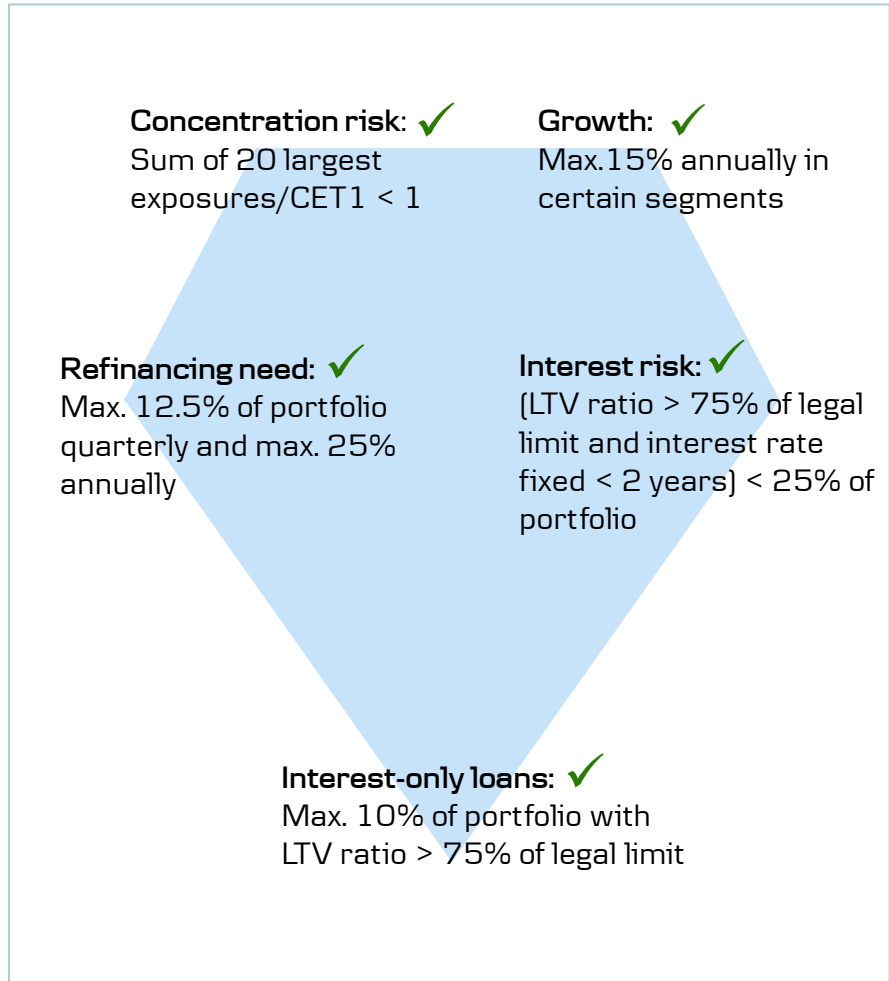 Concentration risk:
Sum of 20 largest
exposures/CET1 < 1
Growth:
Max.15% annually in
certain segments
Refinancing need:
Max. 12.5% of portfolio
quarterly and max. 25%
annually
Interest risk:
(LTV ratio > 75% of legal
limit and interest rate
fixed < 2 years) < 25% of
portfolio
Interest-only loans:
Max. 10% of portfolio with
LTV ratio > 75% of legal limit